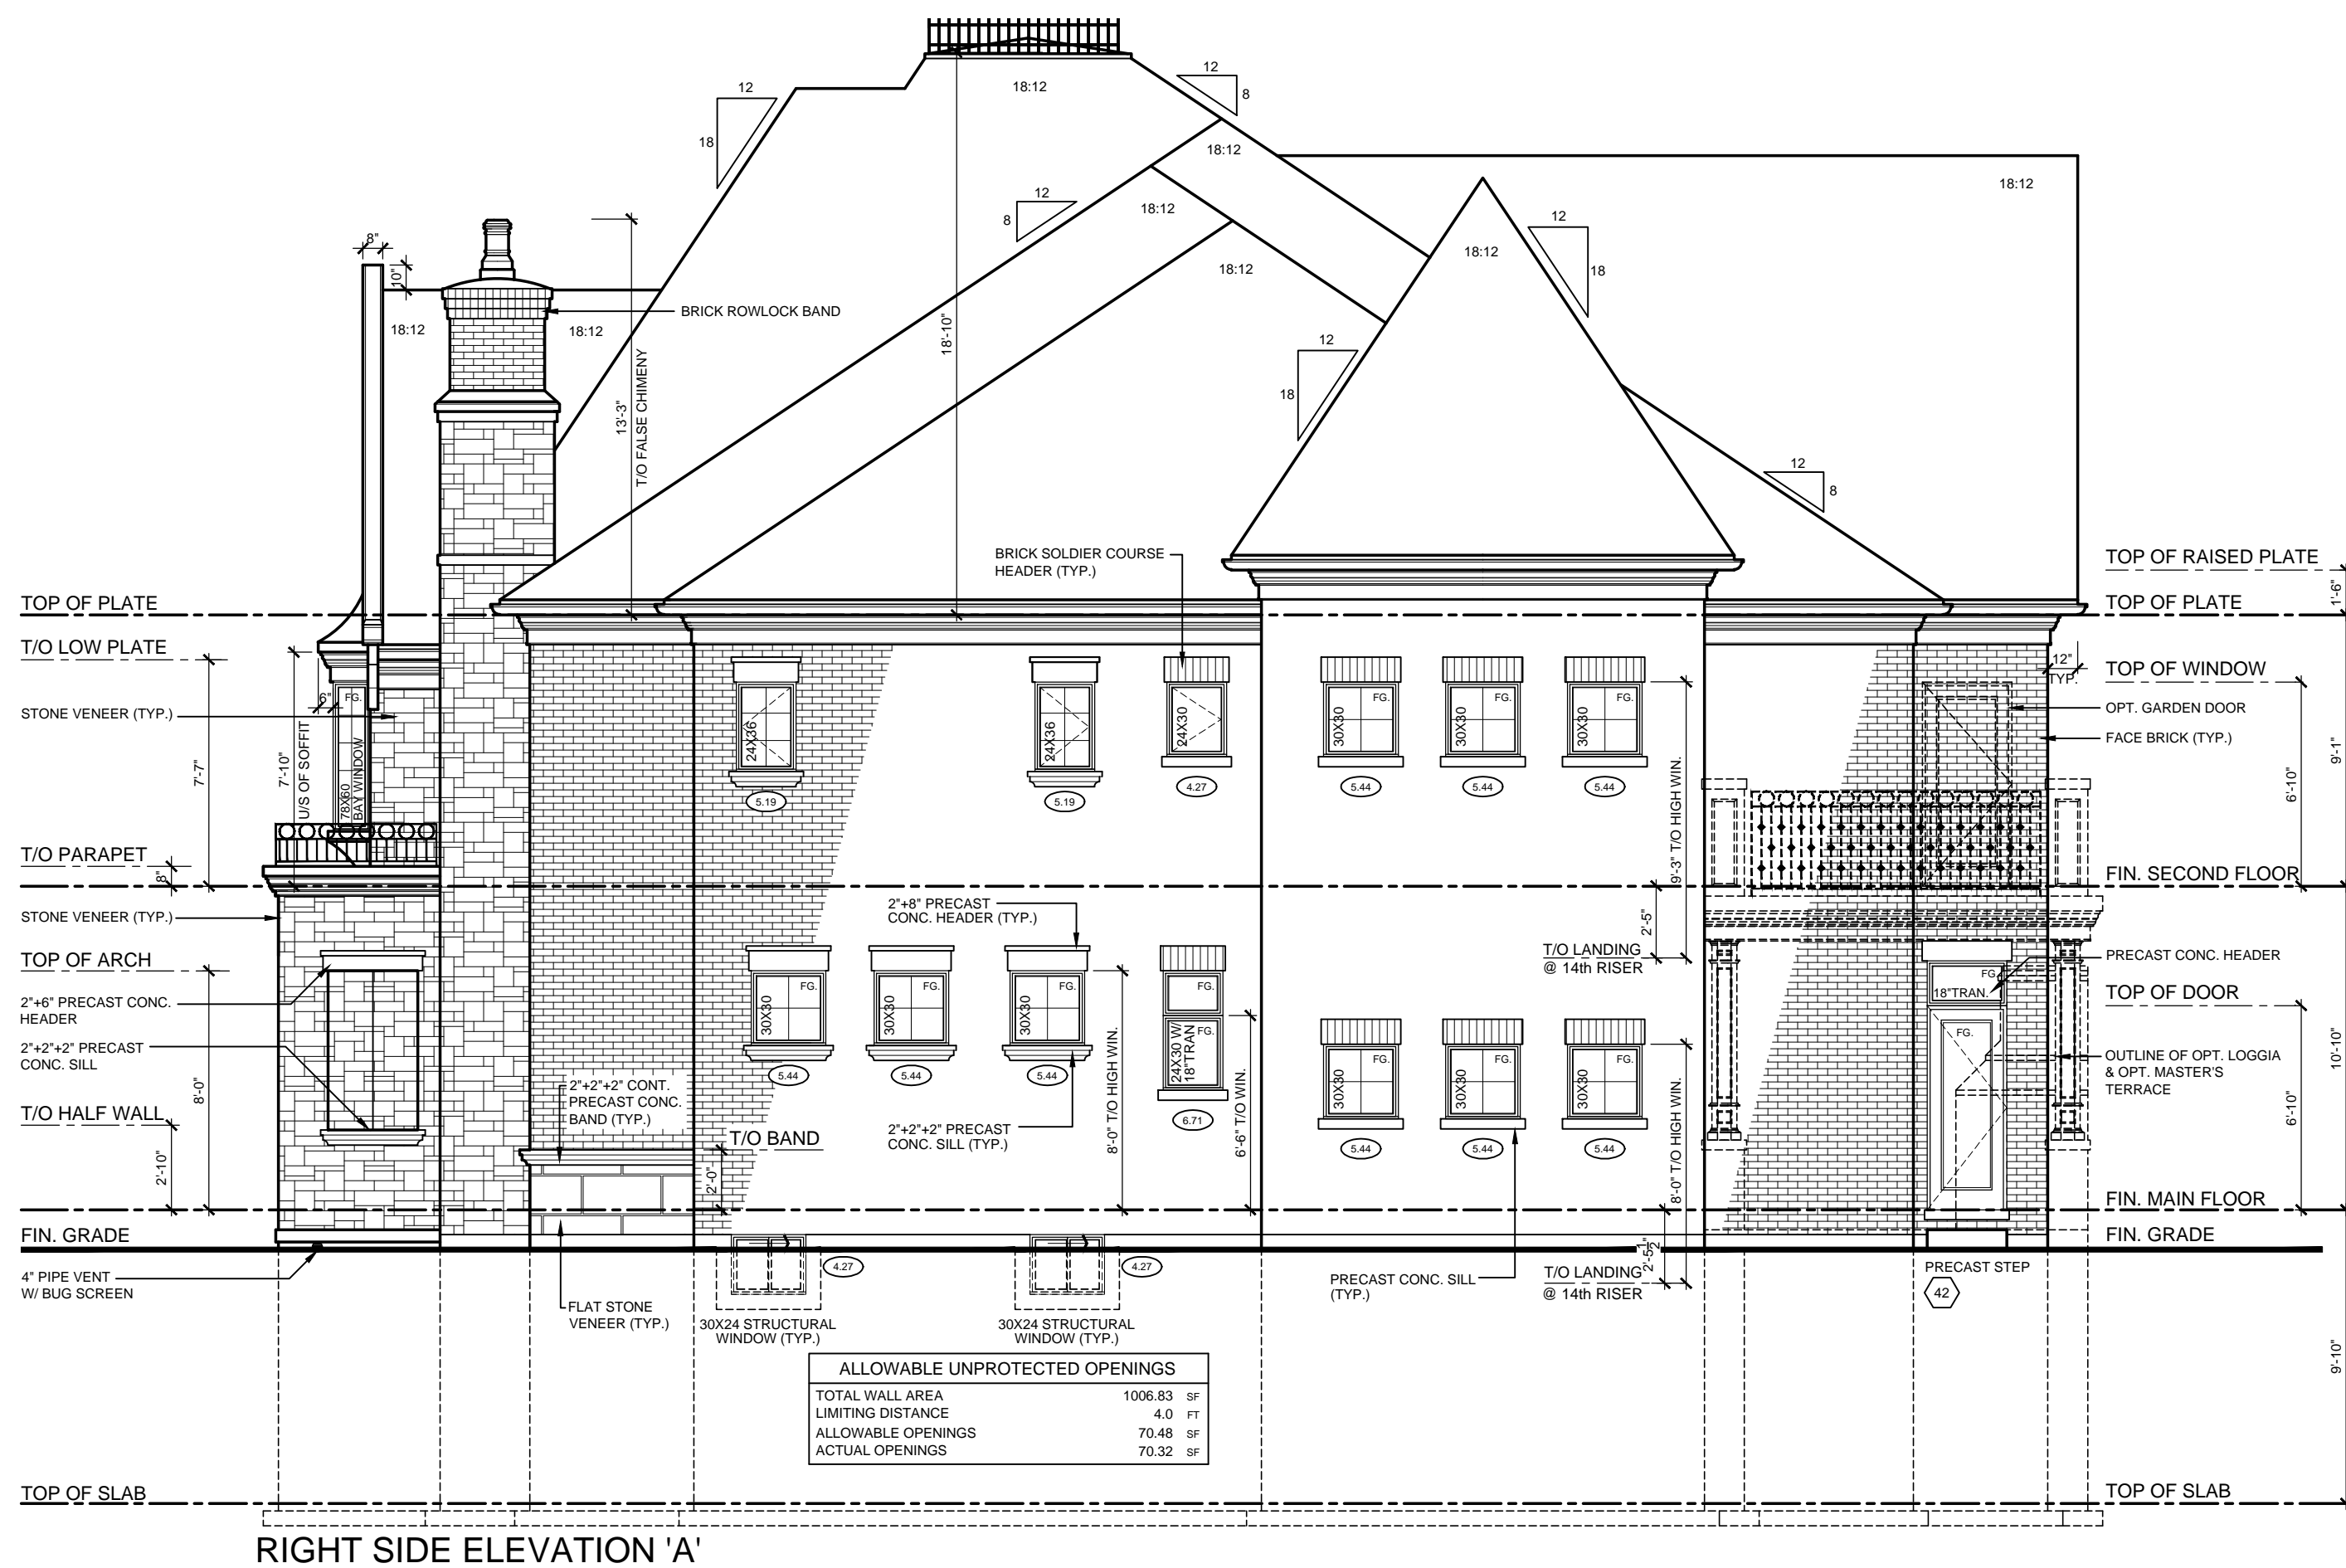 12
18
18:12
12
8
18:12
18:12
12
8
18:12
12
18
18:12
18:12
8"
10"
18:12
18:12
BRICK ROWLOCK BAND
13'-3"
T/O FALSE CHIMENY
18'-10"
12
18
12
8
BRICK SOLDIER COURSE
HEADER (TYP.)
TOP OF RAISED PLATE
1'-6"
TOP OF PLATE
TOP OF PLATE
T/O LOW PLATE
STONE VENEER (TYP.)
7'-7"
7'-10"
U/S OF SOFFIT
6"
FG.
78X60
BAY WINDOW
24X36
5.19
24X36
5.19
24X30
4.27
FG.
30X30
5.44
FG.
30X30
5.44
FG.
30X30
5.44
9'-3" T/O HIGH WIN.
12"
TYP.
TOP OF WINDOW
OPT. GARDEN DOOR
FACE BRICK (TYP.)
6'-10"
9'-1"
T/O PARAPET
8"
FIN. SECOND FLOOR
STONE VENEER (TYP.)
2"+8" PRECAST
CONC. HEADER (TYP.)
2'-5"
T/O LANDING
@ 14th RISER
TOP OF ARCH
2"+6" PRECAST CONC.
HEADER
2"+2"+2" PRECAST
CONC. SILL
8'-0"
FG.
30X30
5.44
FG.
30X30
5.44
FG.
30X30
5.44
FG.
FG.
24X30 W/
18"TRAN
6.71
8'-0" T/O HIGH WIN.
6'-6" T/O WIN.
FG.
30X30
5.44
FG.
30X30
5.44
FG.
30X30
5.44
8'-0" T/O HIGH WIN.
FG.
18"TRAN.
FG.
PRECAST CONC. HEADER
TOP OF DOOR
OUTLINE OF OPT. LOGGIA
& OPT. MASTER'S
TERRACE
6'-10"
10'-10"
T/O HALF WALL
2'-10"
2"+2"+2" CONT.
PRECAST CONC.
BAND (TYP.)
T/O BAND
2'-0"
2"+2"+2" PRECAST
CONC. SILL (TYP.)
FIN. MAIN FLOOR
FIN. GRADE
FIN. GRADE
4" PIPE VENT
W/ BUG SCREEN
FLAT STONE
VENEER (TYP.)
4.27
30X24 STRUCTURAL
WINDOW (TYP.)
4.27
30X24 STRUCTURAL
WINDOW (TYP.)
PRECAST CONC. SILL
(TYP.)
2'-5 1/2"
T/O LANDING
@ 14th RISER
PRECAST STEP
42
9'-10"
ALLOWABLE UNPROTECTED OPENINGS
TOTAL WALL AREA 1006.83 SF
LIMITING DISTANCE 4.0 FT
ALLOWABLE OPENINGS 70.48 SF
ACTUAL OPENINGS 70.32 SF
TOP OF SLAB
TOP OF SLAB
RIGHT SIDE ELEVATION 'A'